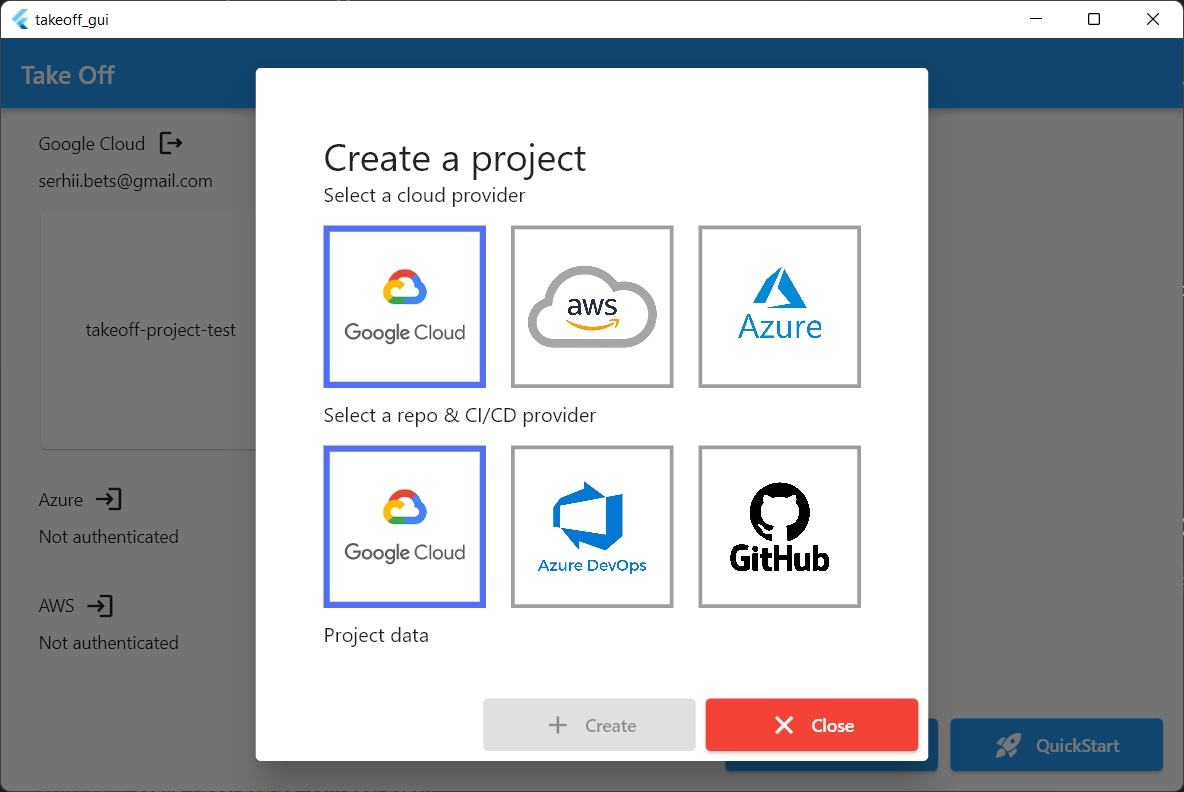 takeoff_gui
Take Off
Google Cloud
serhii.bets@gmail.com
takeoff-project-test
Azure
Not authenticated
AWS
Not authenticated
Create a project
Select a cloud provider
Google Cloud
aws
Azure
Select a repo & CI/CD provider
Google Cloud
Azure DevOps
GitHub
Project data
Create
Close
QuickStart